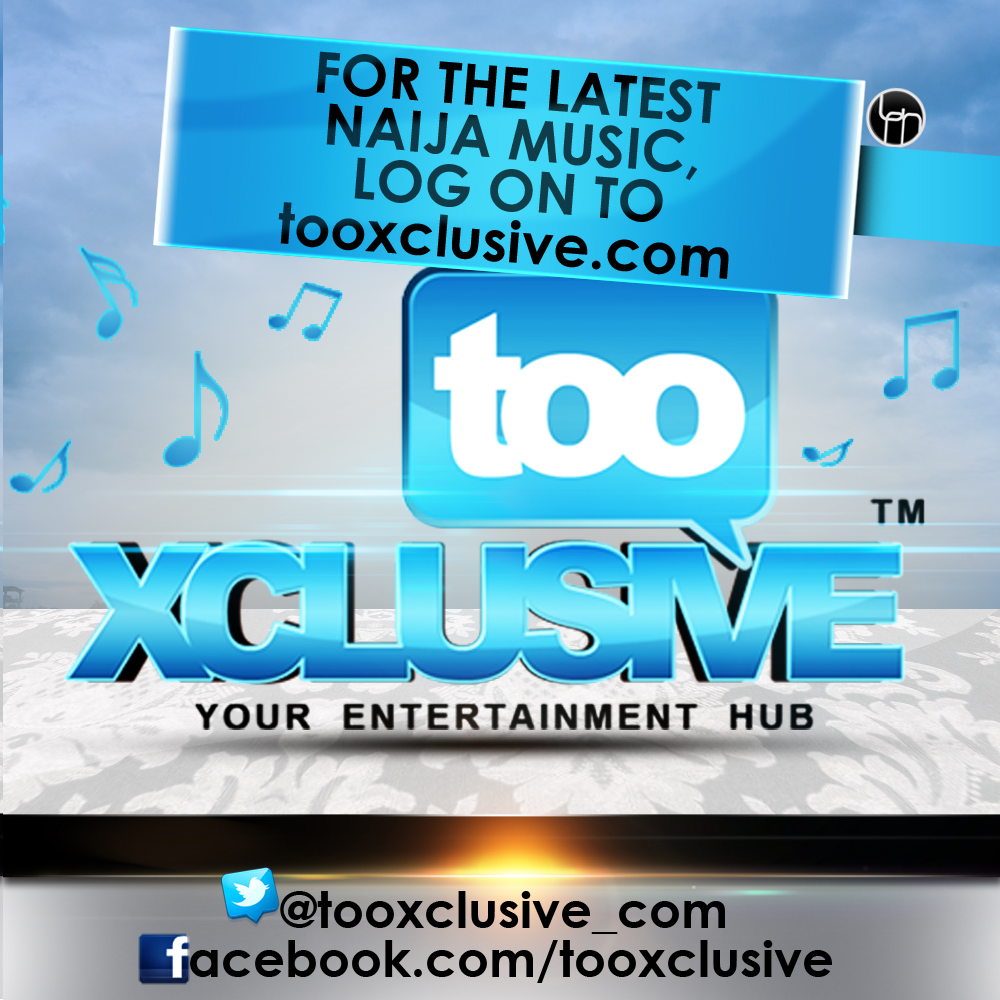 FOR THE LATEST
NAIJA MUSIC,
LOG ON TO
tooxclusive.com
too
XCLUSIVE
TM
YOUR ENTERTAINMENT HUB
@tooxclusive_com
facebook.com/tooxclusive